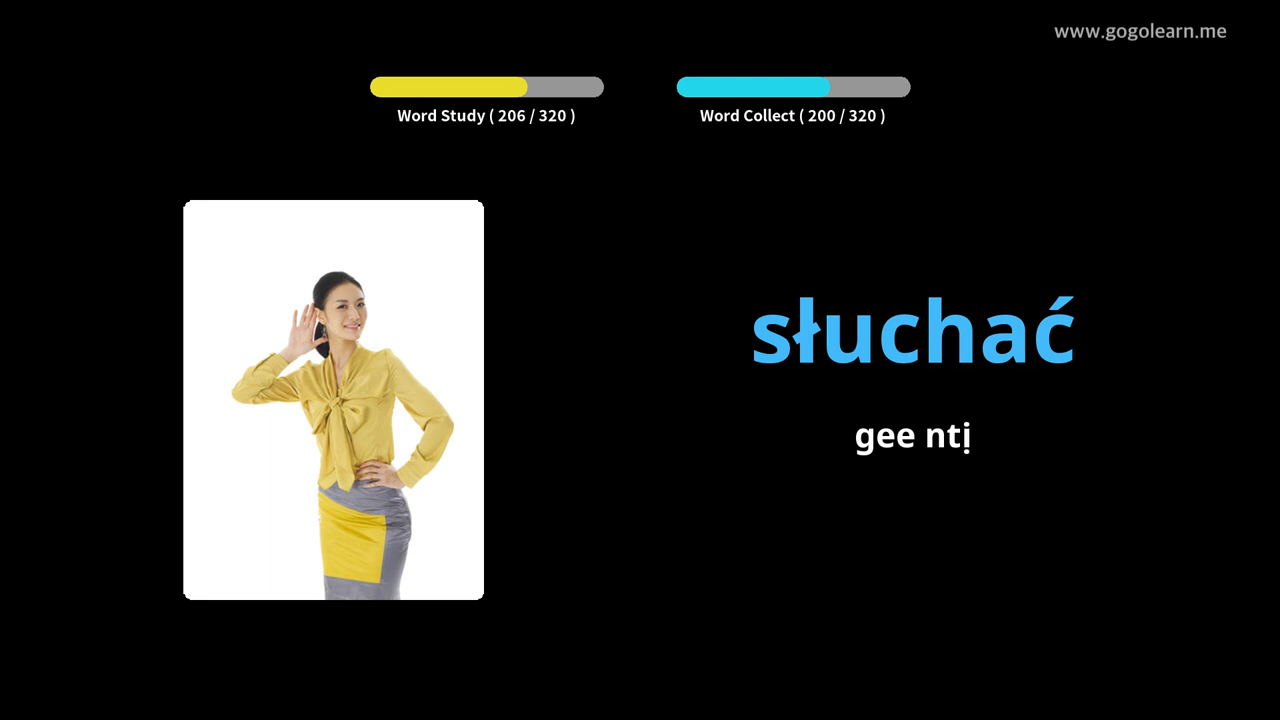 www.gogolearn.me
Word Study ( 206 / 320 )
Word Collect ( 200 / 320 )
słuchać
gee ntị